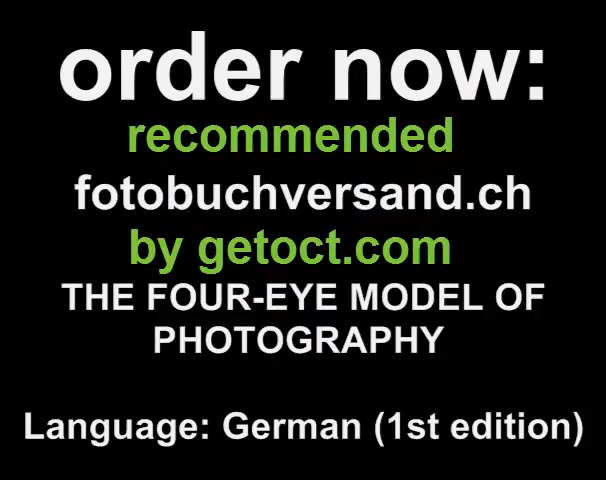 order now:
recommended
fotobuchversand.ch
by getoct.com
THE FOUR-EYE MODEL OF
PHOTOGRAPHY
Language: German (1st edition)